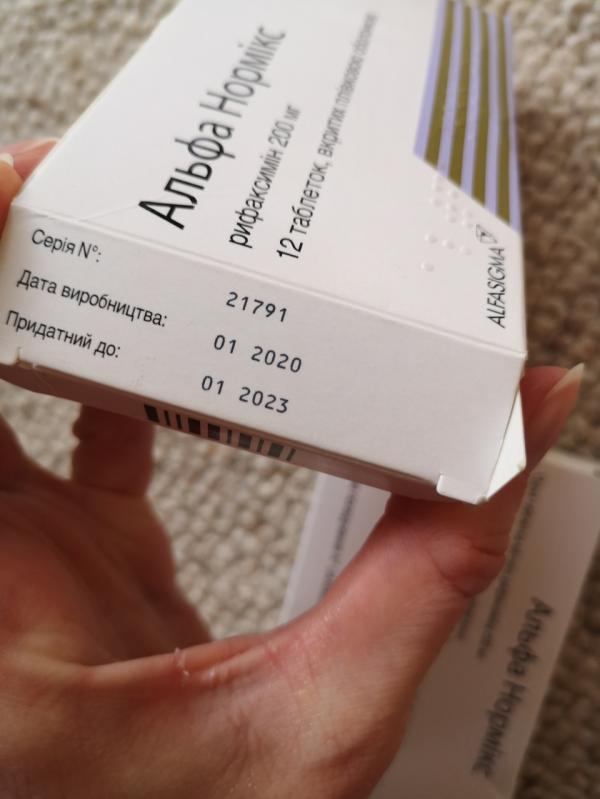 Альфа Нормікс
рифаксимін 200 мг
12 таблеток, вкритих плівковою оболонкою
ALFASIGMA
Серія N°:
21791
Дата виробництва:
01 2020
Придатний до:
01 2023
Альфа Нормікс